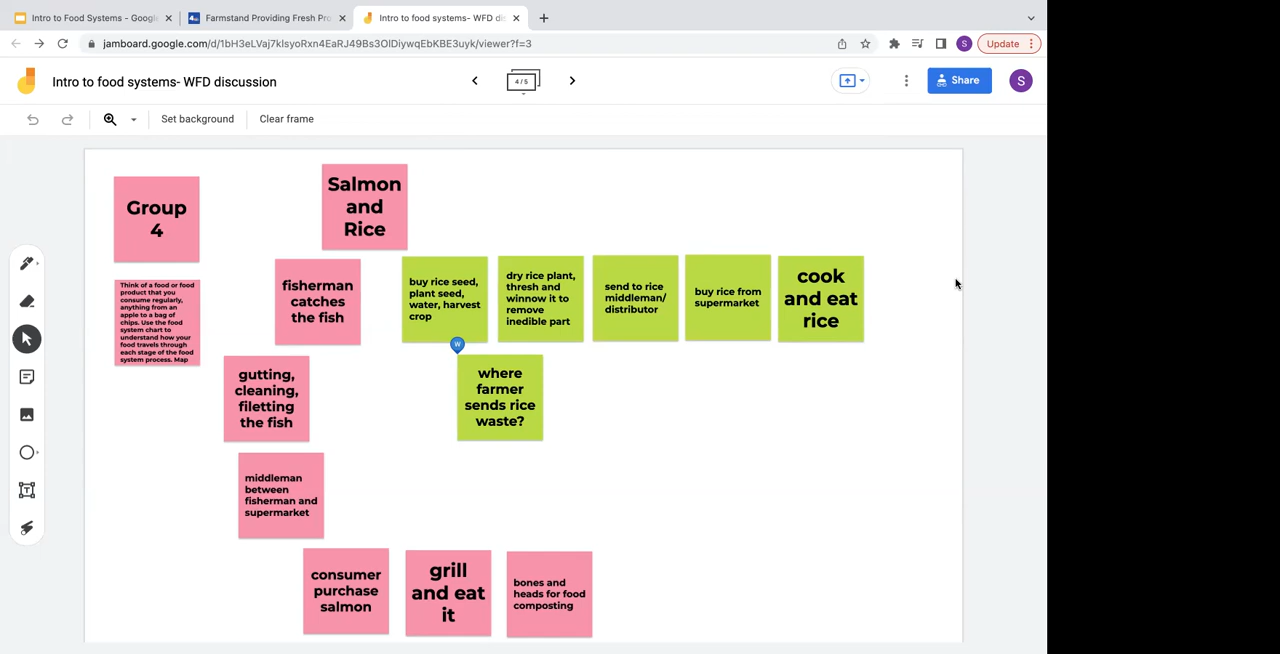 Intro to Food Systems - Google
Farmstand Providing Fresh Pro
Intro to food systems- WFD dis
jamboard.google.com/d/1bH3eLVaj7klsyoRxn4EaRJ49Bs3OlDiywqEbKBE3uyk/viewer?f=3
S
Update
Intro to food systems- WFD discussion
4/5
Share
S
Set background
Clear frame
Group
4
Salmon
and
Rice
Think of a food or food
product that you
consume regularly,
anything from an
apple to a bag of
chips. Use the food
system chart to
understand how your
food travels through
each stage of the food
system process. Map
fisherman
catches
the fish
buy rice seed,
plant seed,
water, harvest
crop
dry rice plant,
thresh and
winnow it to
remove
inedible part
send to rice
middleman/
distributor
buy rice from
supermarket
cook
and eat
rice
W
where
farmer
sends rice
waste?
gutting,
cleaning,
filetting
the fish
middleman
between
fisherman and
supermarket
consumer
purchase
salmon
grill
and eat
it
bones and
heads for food
composting